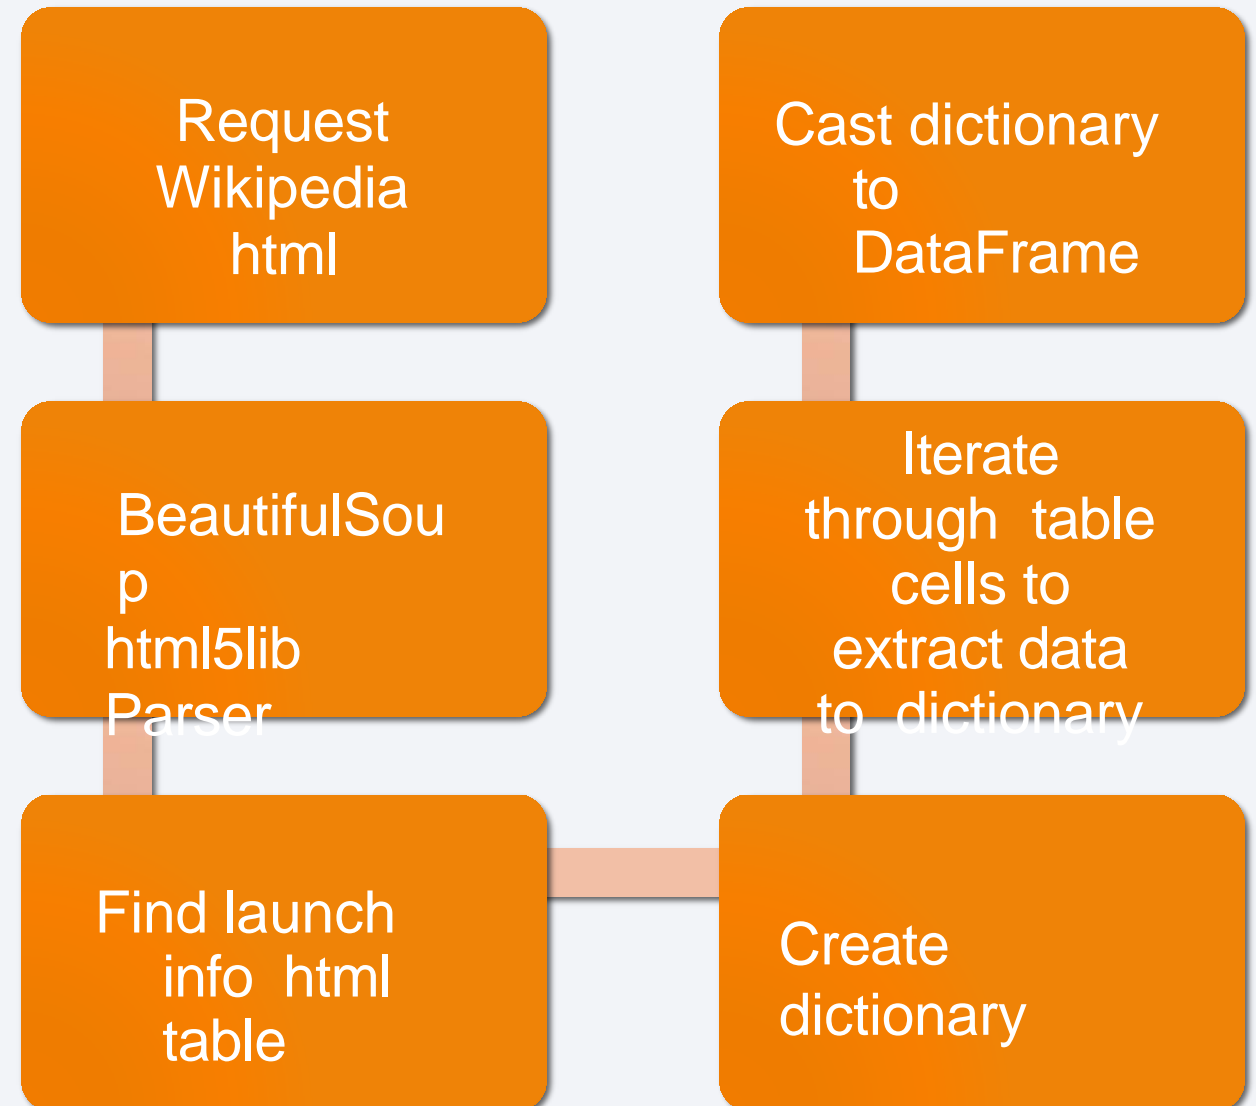 Request
Wikipedia
html
BeautifulSou
p
html5lib
Parser
Find launch
info html
table
Create
dictionary
Iterate
through table
cells to
extract data
to dictionary
Cast dictionary
to
DataFrame